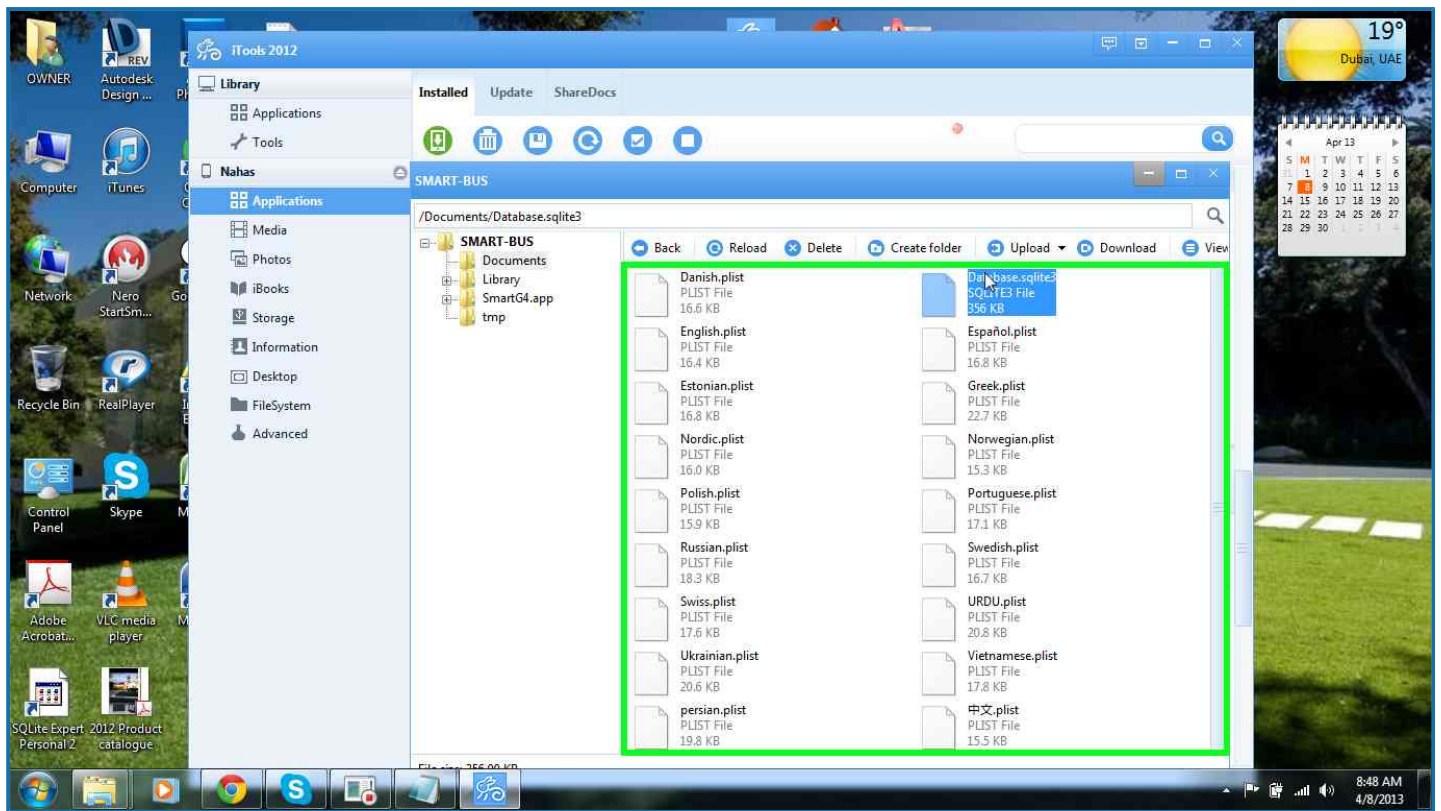 OWNER
REV
Autodesk
Design ...
Computer
iTunes
Network
Nero
StartSm...
Go
Recycle Bin
RealPlayer
Control
Panel
Skype
Adobe
Acrobat...
VLC media
player
SQLite Expert
Personal 2
2012 Product
catalogue
iTools 2012
Library
Applications
Tools
Nahas
Applications
Media
Photos
iBooks
Storage
Information
Desktop
FileSystem
Advanced
Installed Update ShareDocs
SMART-BUS
/Documents/Database.sqlite3
SMART-BUS
Documents
Library
SmartG4.app
tmp
Back Reload Delete Create folder Upload Download View
Danish.plist
PLIST File
16.6 KB
Database.sqlite3
SQLITE3 File
356 KB
English.plist
PLIST File
16.4 KB
Español.plist
PLIST File
16.8 KB
Estonian.plist
PLIST File
16.8 KB
Greek.plist
PLIST File
22.7 KB
Nordic.plist
PLIST File
16.0 KB
Norwegian.plist
PLIST File
15.3 KB
Polish.plist
PLIST File
15.9 KB
Portuguese.plist
PLIST File
17.1 KB
Russian.plist
PLIST File
18.3 KB
Swedish.plist
PLIST File
16.7 KB
Swiss.plist
PLIST File
17.6 KB
URDU.plist
PLIST File
20.8 KB
Ukrainian.plist
PLIST File
20.6 KB
Vietnamese.plist
PLIST File
17.8 KB
persian.plist
PLIST File
19.8 KB
中文.plist
PLIST File
15.5 KB
19°
Dubai, UAE
Apr 13
S M T W T F S
31 1 2 3 4 5 6
7 8 9 10 11 12 13
14 15 16 17 18 19 20
21 22 23 24 25 26 27
28 29 30 1 2 3 4
8:48 AM
4/8/2013